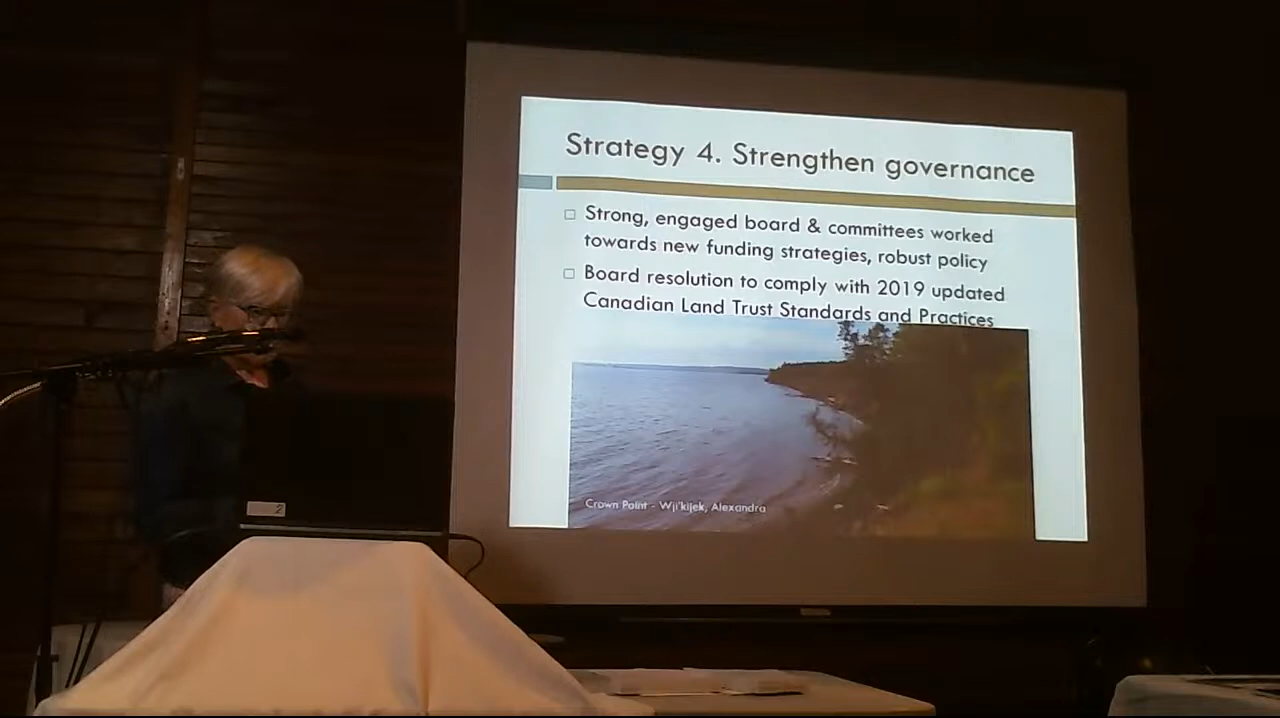 Strategy 4. Strengthen governance
Strong, engaged board & committees worked
towards new funding strategies, robust policy
Board resolution to comply with 2019 updated
Canadian Land Trust Standards and Practices
Crown Point - Wji'kijek, Alexandra
2